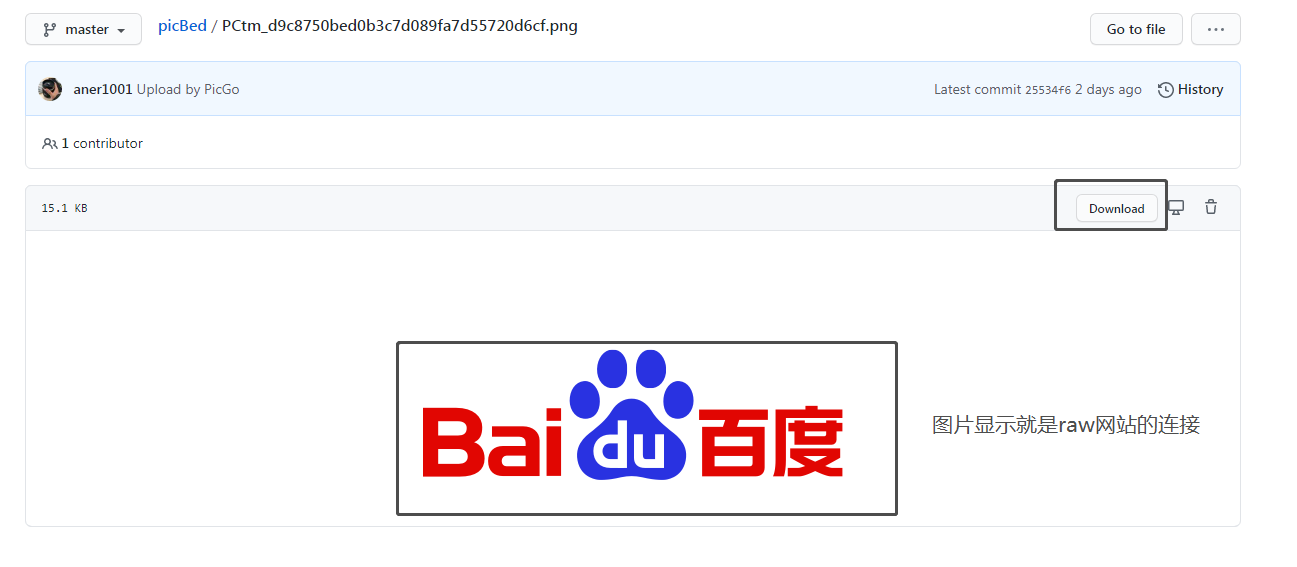 master
picBed / PCtm_d9c8750bed0b3c7d089fa7d55720d6cf.png
Go to file
aner1001 Upload by PicGo
Latest commit 25534f6 2 days ago
History
1 contributor
15.1 KB
Download
Bai du 百度
图片显示就是raw网站的连接